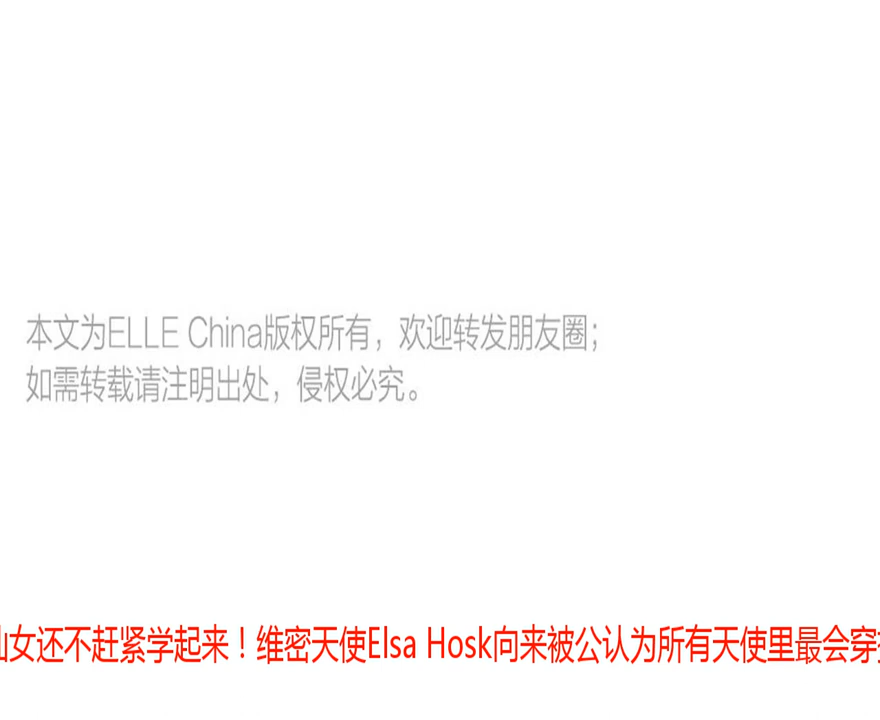 本文为ELLE China版权所有，欢迎转发朋友圈；
如需转载请注明出处，侵权必究。
女还不赶紧学起来！维密天使Elsa Hosk向来被公认为所有天使里最会穿